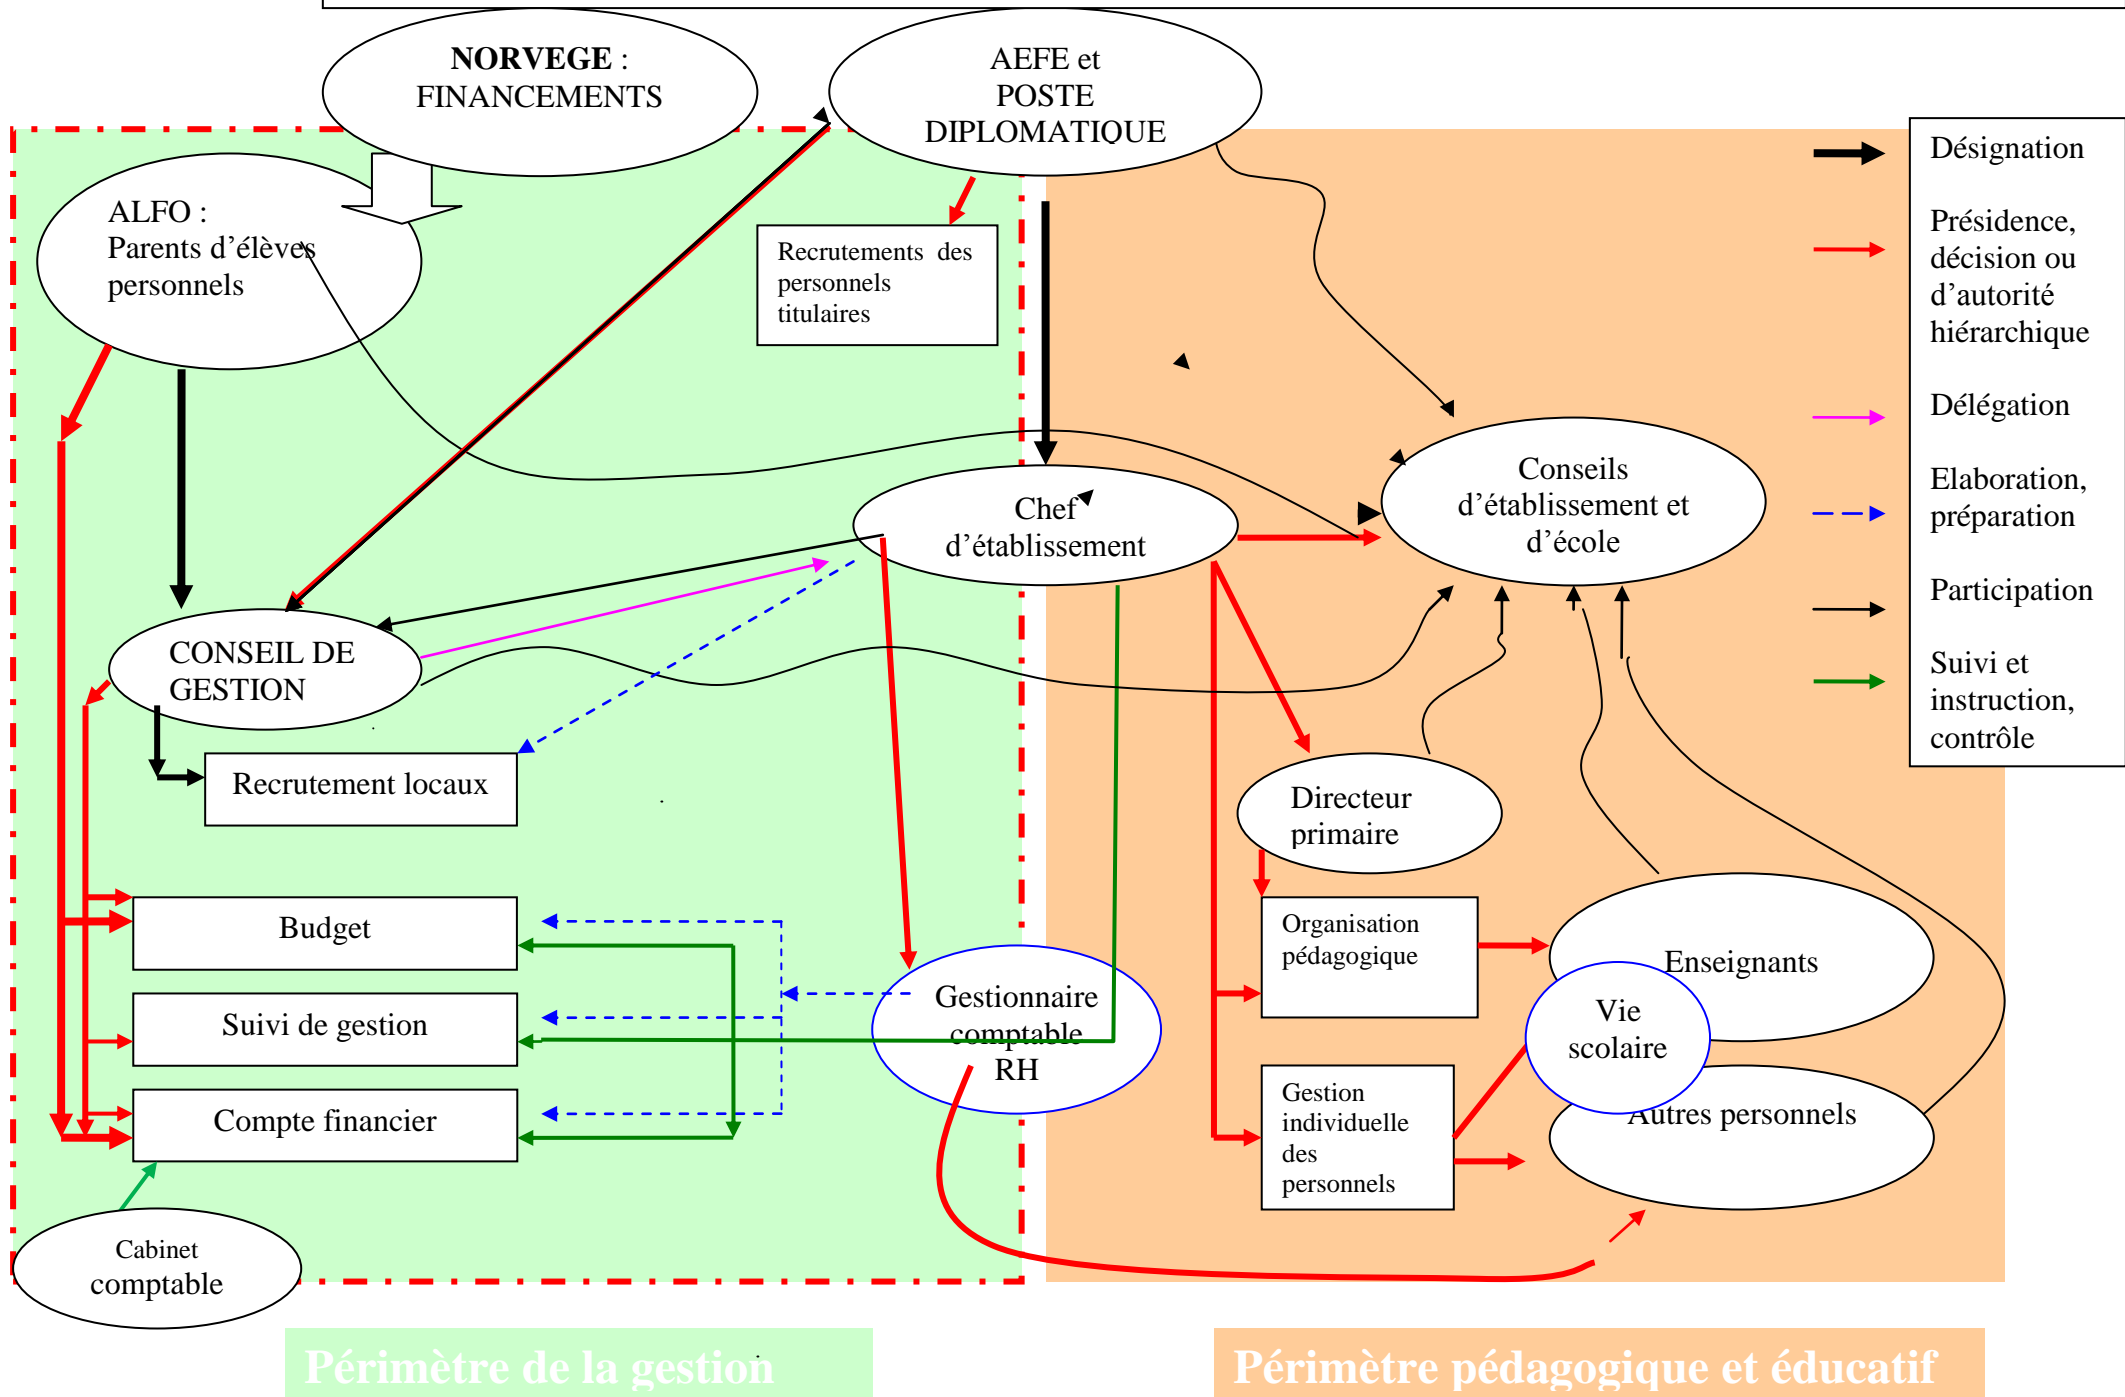 NORVEGE :
FINANCEMENTS
AEFE et
POSTE
DIPLOMATIQUE
ALFO :
Parents d’élèves
personnels
Recrutements des
personnels
titulaires
Désignation
Présidence,
décision ou
d’autorité
hiérarchique
Délégation
Elaboration,
préparation
Participation
Suivi et
instruction,
contrôle
Chef
d’établissement
Conseils
d’établissement et
d’école
CONSEIL DE
GESTION
Recrutement locaux
Directeur
primaire
Budget
Organisation
pédagogique
Enseignants
Suivi de gestion
Gestionnaire
comptable
RH
Vie
scolaire
Compte financier
Gestion
individuelle
des
personnels
Autres personnels
Cabinet
comptable
Périmètre de la gestion
Périmètre pédagogique et éducatif